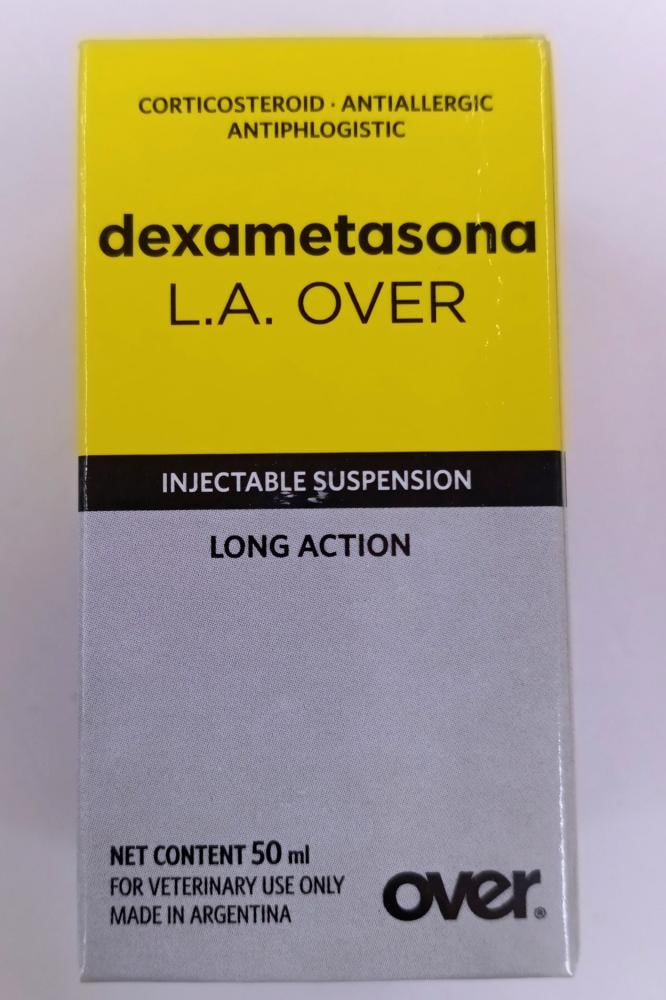 CORTICOSTEROID · ANTIALLERGIC
ANTIPHLOGISTIC
dexametasona
L.A. OVER
INJECTABLE SUSPENSION
LONG ACTION
NET CONTENT 50 ml
FOR VETERINARY USE ONLY
MADE IN ARGENTINA
over®